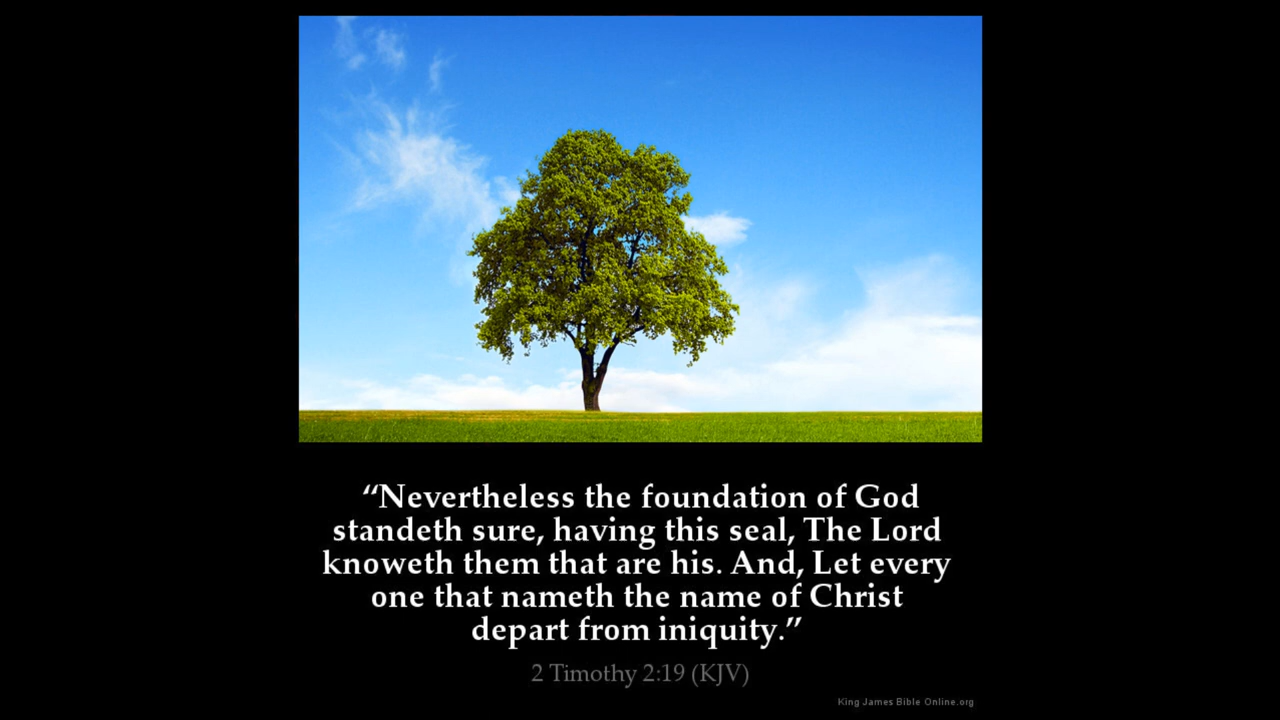 “Nevertheless the foundation of God
standeth sure, having this seal, The Lord
knoweth them that are his. And, Let every
one that nameth the name of Christ
depart from iniquity.”
2 Timothy 2:19 (KJV)
King James Bible Online.org